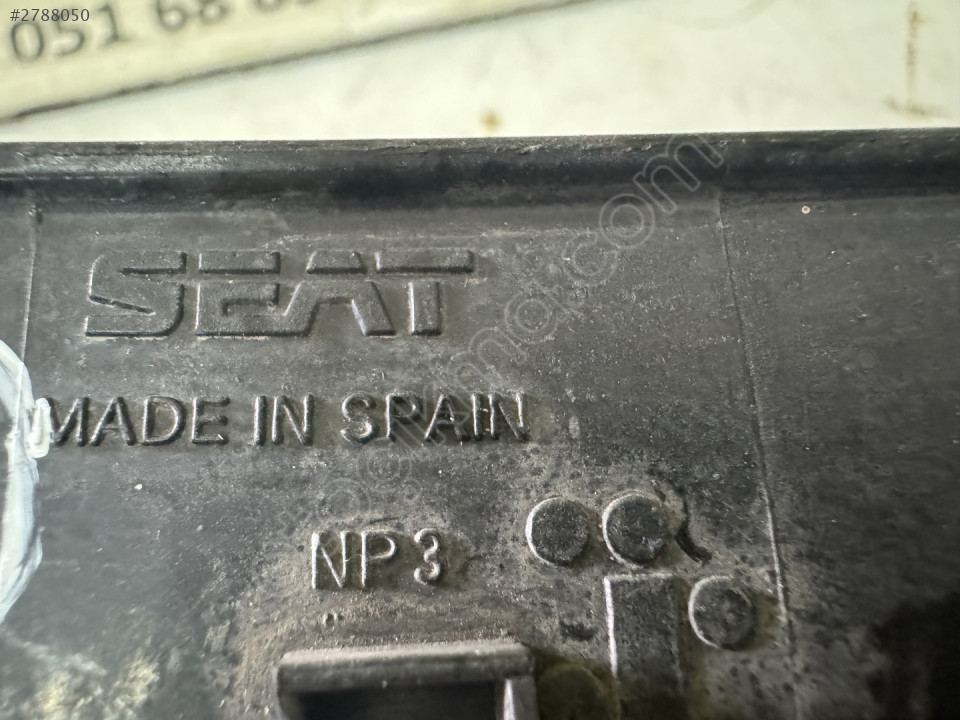 #2788050
051 68
SEAT
MADE IN SPAIN
NP3